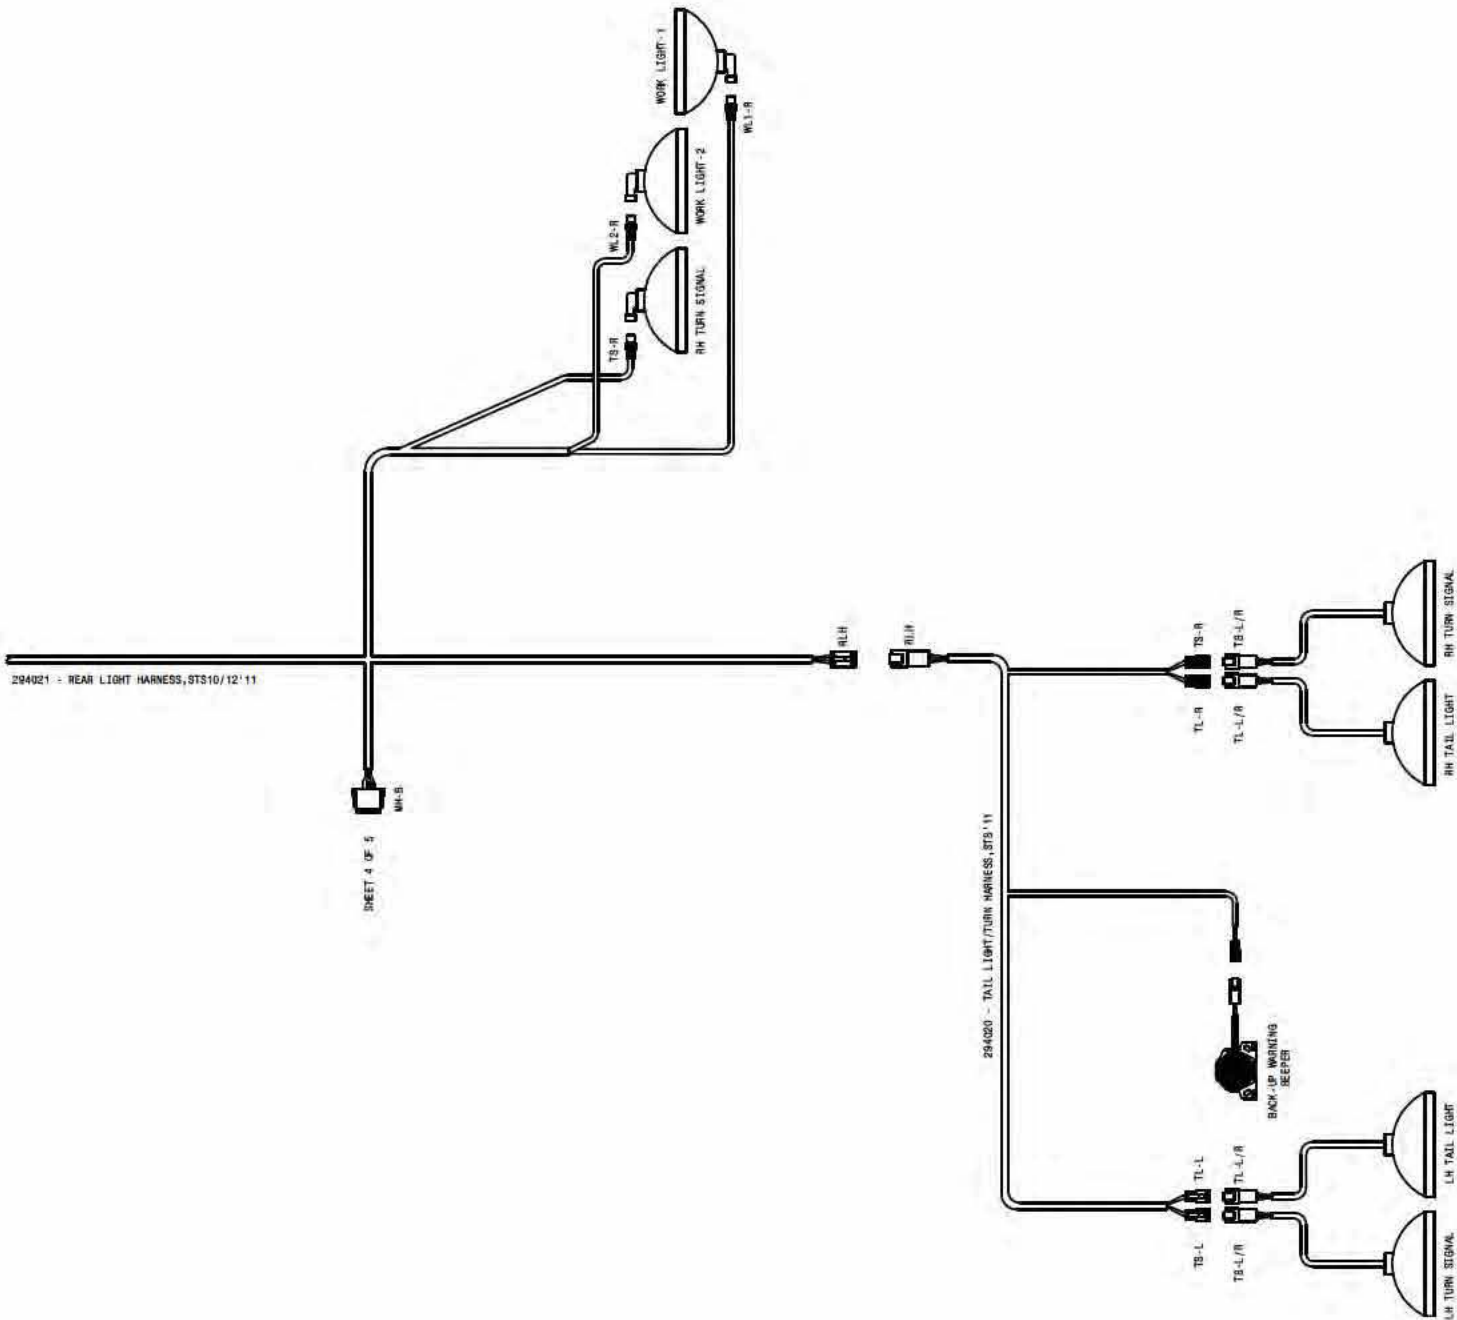 WORK LIGHT-1
WL1-R
WORK LIGHT-2
WL2-R
RH TURN SIGNAL
TS-R
294021 - REAR LIGHT HARNESS,STS10/12'11
RLH
RLH
MH-B
SHEET 4 OF 5
294020 - TAIL LIGHT/TURN HARNESS,STS'11
TS-R
TS-L/R
RH TURN SIGNAL
TL-R
TL-L/R
RH TAIL LIGHT
BACK-UP WARNING
BEEPER
TL-L
TL-L/R
LH TAIL LIGHT
TS-L
TS-L/R
LH TURN SIGNAL